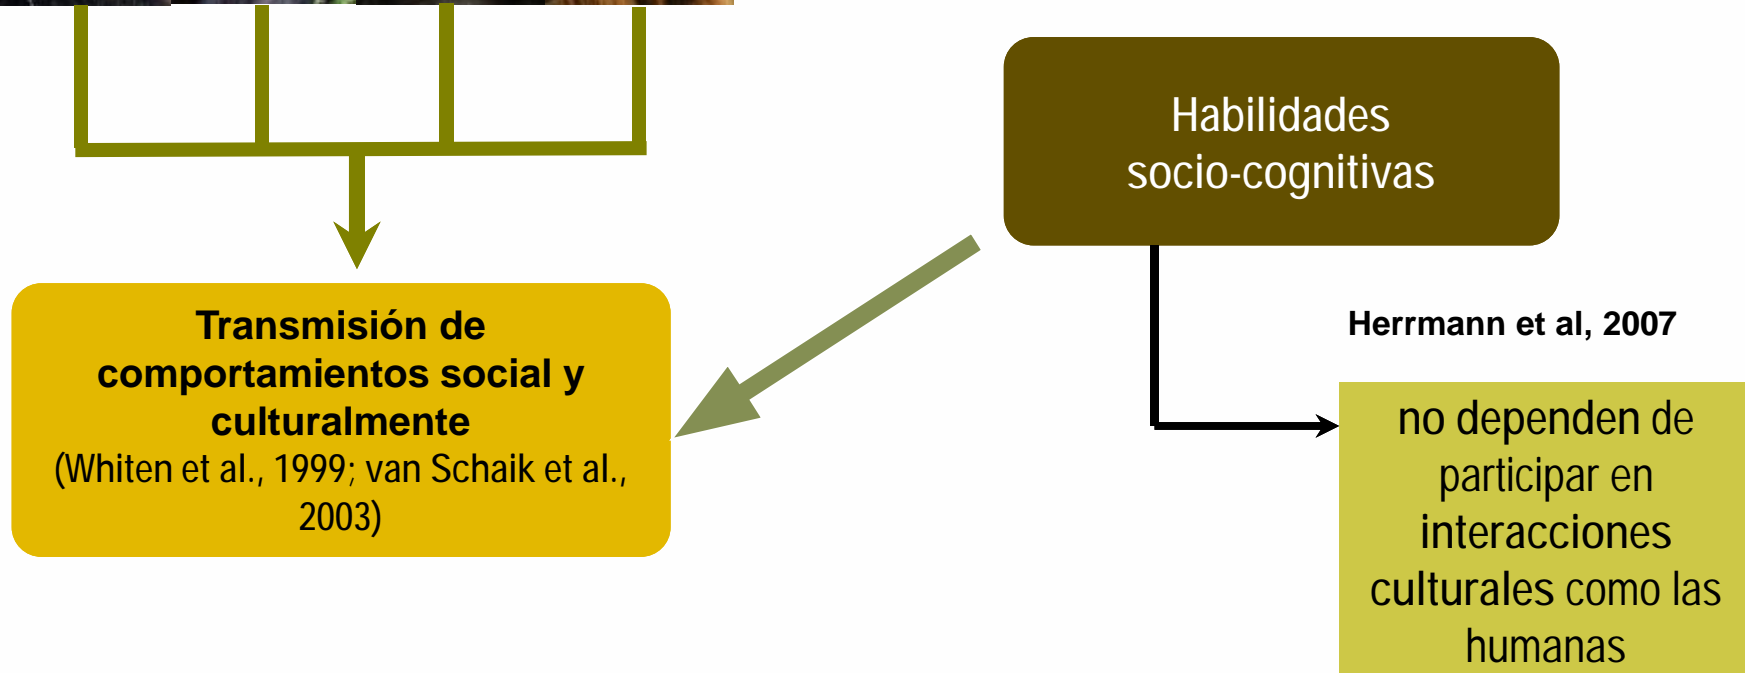 Habilidades
socio-cognitivas
Transmisión de
comportamientos social y
culturalmente
(Whiten et al., 1999; van Schaik et al.,
2003)
Herrmann et al, 2007
no dependen de
participar en
interacciones
culturales como las
humanas